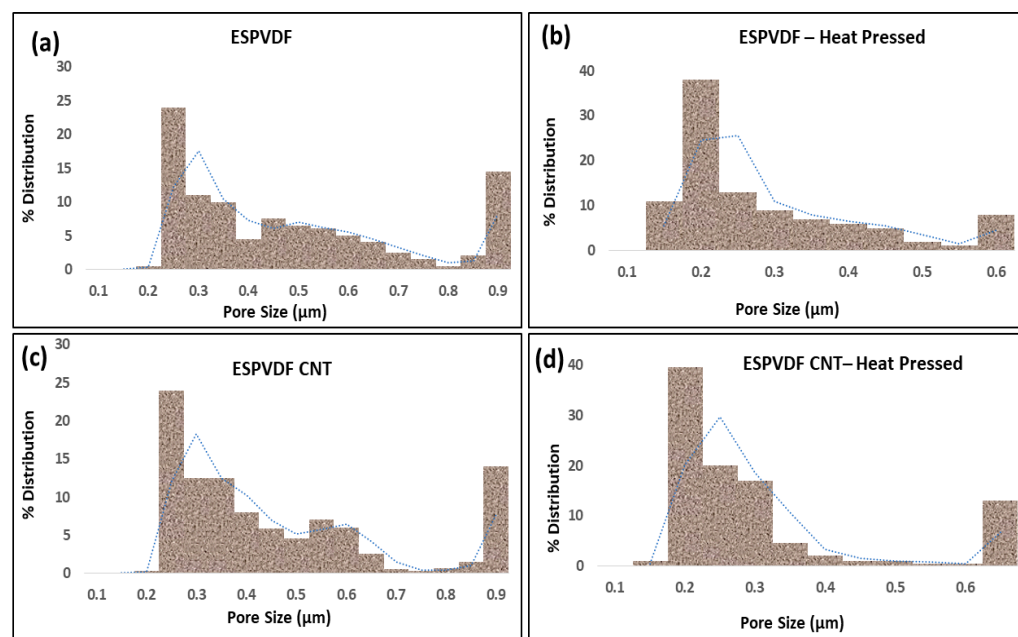 (a)
ESPVDF
30
25
20
15
10
5
0
% Distribution
0.1 0.2 0.3 0.4 0.5 0.6 0.7 0.8 0.9
Pore Size (µm)
(b)
ESPVDF – Heat Pressed
40
30
20
10
0
% Distribution
0.1 0.2 0.3 0.4 0.5 0.6
Pore Size (µm)
(c)
ESPVDF CNT
30
25
20
15
10
5
0
% Distribution
0.1 0.2 0.3 0.4 0.5 0.6 0.7 0.8 0.9
Pore Size (µm)
(d)
ESPVDF CNT– Heat Pressed
40
30
20
10
0
% Distribution
0.1 0.2 0.3 0.4 0.5 0.6
Pore Size (µm)